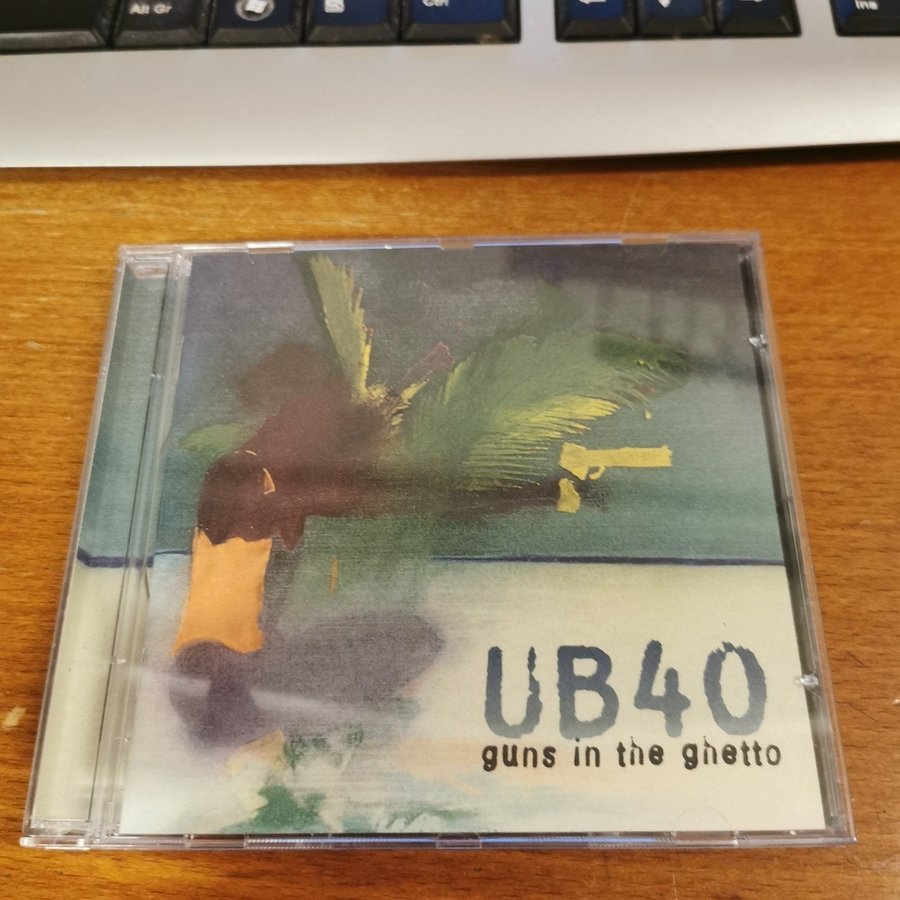 Alt Gr
Ctrl
Ins
UB40
guns in the ghetto